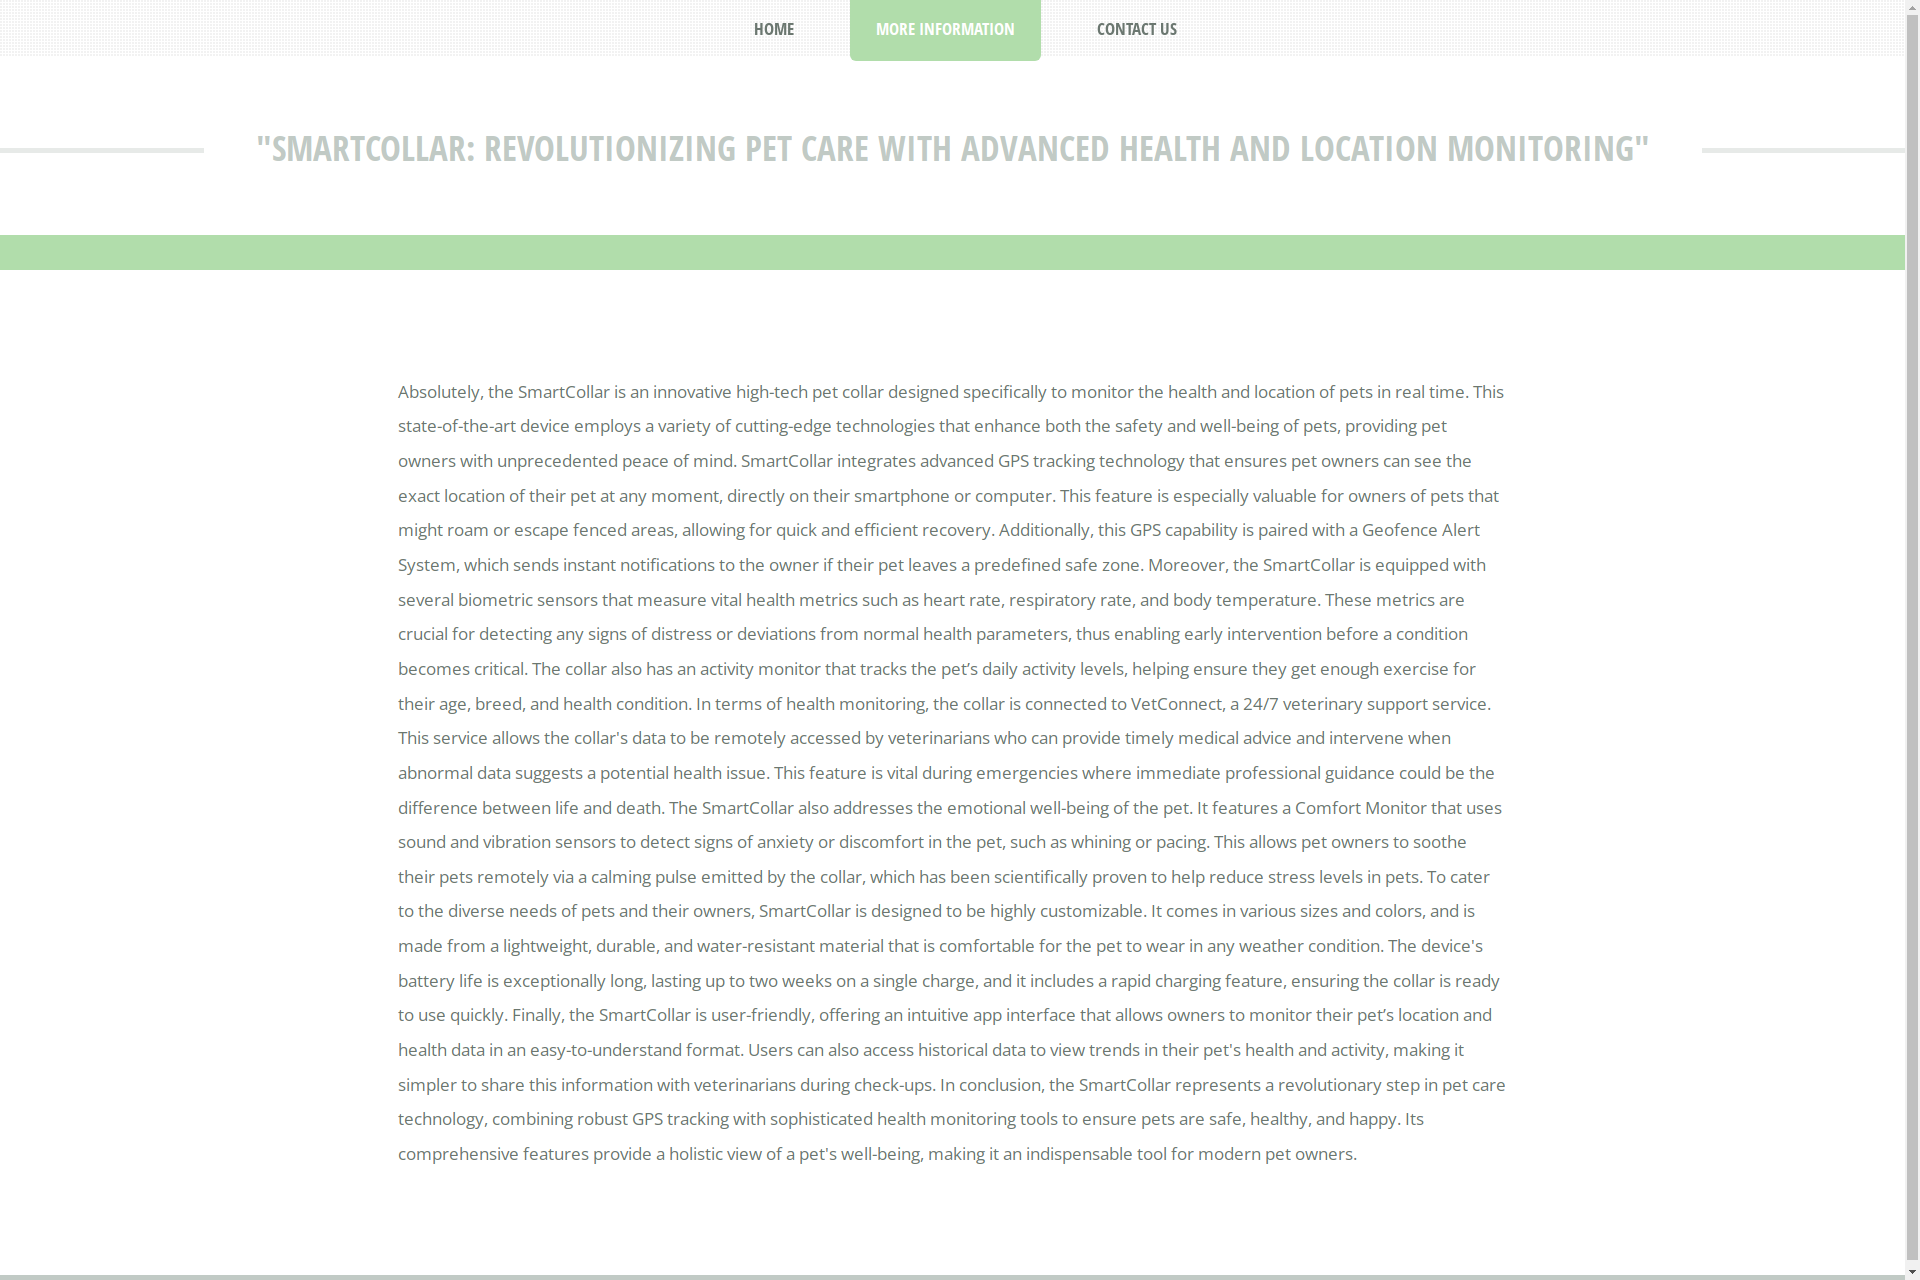 HOME
MORE INFORMATION
CONTACT US
"SMARTCOLLAR: REVOLUTIONIZING PET CARE WITH ADVANCED HEALTH AND LOCATION MONITORING"
Absolutely, the SmartCollar is an innovative high-tech pet collar designed specifically to monitor the health and location of pets in real time. This
state-of-the-art device employs a variety of cutting-edge technologies that enhance both the safety and well-being of pets, providing pet
owners with unprecedented peace of mind. SmartCollar integrates advanced GPS tracking technology that ensures pet owners can see the
exact location of their pet at any moment, directly on their smartphone or computer. This feature is especially valuable for owners of pets that
might roam or escape fenced areas, allowing for quick and efficient recovery. Additionally, this GPS capability is paired with a Geofence Alert
System, which sends instant notifications to the owner if their pet leaves a predefined safe zone. Moreover, the SmartCollar is equipped with
several biometric sensors that measure vital health metrics such as heart rate, respiratory rate, and body temperature. These metrics are
crucial for detecting any signs of distress or deviations from normal health parameters, thus enabling early intervention before a condition
becomes critical. The collar also has an activity monitor that tracks the pet’s daily activity levels, helping ensure they get enough exercise for
their age, breed, and health condition. In terms of health monitoring, the collar is connected to VetConnect, a 24/7 veterinary support service.
This service allows the collar's data to be remotely accessed by veterinarians who can provide timely medical advice and intervene when
abnormal data suggests a potential health issue. This feature is vital during emergencies where immediate professional guidance could be the
difference between life and death. The SmartCollar also addresses the emotional well-being of the pet. It features a Comfort Monitor that uses
sound and vibration sensors to detect signs of anxiety or discomfort in the pet, such as whining or pacing. This allows pet owners to soothe
their pets remotely via a calming pulse emitted by the collar, which has been scientifically proven to help reduce stress levels in pets. To cater
to the diverse needs of pets and their owners, SmartCollar is designed to be highly customizable. It comes in various sizes and colors, and is
made from a lightweight, durable, and water-resistant material that is comfortable for the pet to wear in any weather condition. The device's
battery life is exceptionally long, lasting up to two weeks on a single charge, and it includes a rapid charging feature, ensuring the collar is ready
to use quickly. Finally, the SmartCollar is user-friendly, offering an intuitive app interface that allows owners to monitor their pet’s location and
health data in an easy-to-understand format. Users can also access historical data to view trends in their pet's health and activity, making it
simpler to share this information with veterinarians during check-ups. In conclusion, the SmartCollar represents a revolutionary step in pet care
technology, combining robust GPS tracking with sophisticated health monitoring tools to ensure pets are safe, healthy, and happy. Its
comprehensive features provide a holistic view of a pet's well-being, making it an indispensable tool for modern pet owners.